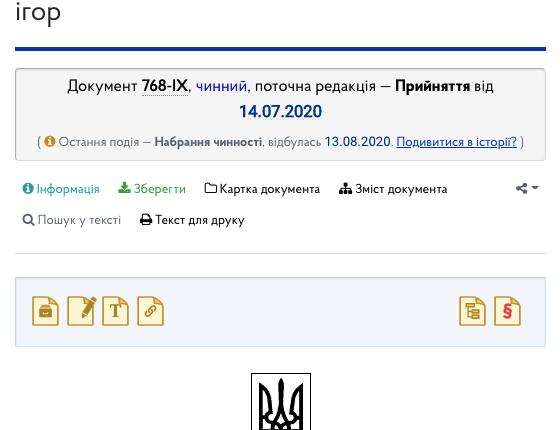 ігор
Документ 768-IX, чинний, поточна редакція — Прийняття від
14.07.2020
( Остання подія — Набрання чинності, відбулась 13.08.2020. Подивитися в історії? )
Інформація Зберегти Картка документа Зміст документа
Пошук у тексті Текст для друку
T §